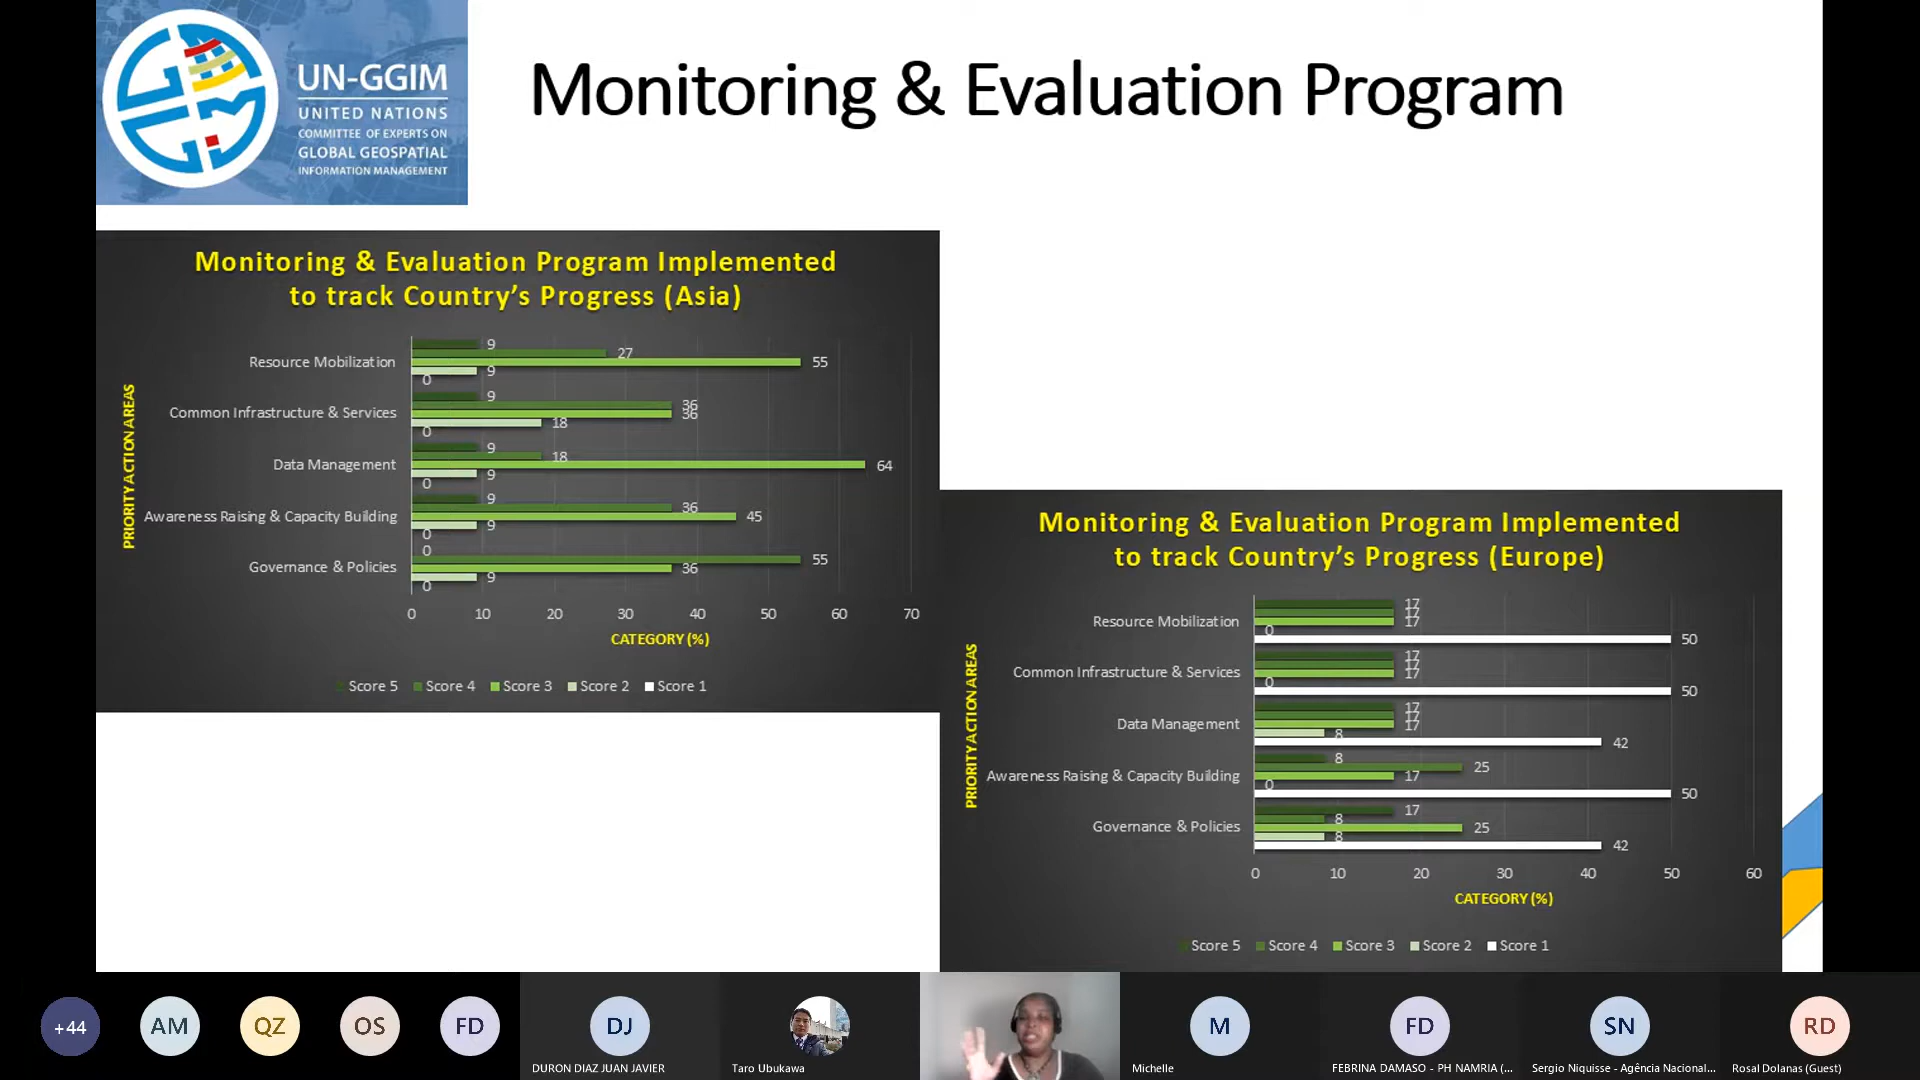 UN-GGIM
UNITED NATIONS
COMMITTEE OF EXPERTS ON
GLOBAL GEOSPATIAL
INFORMATION MANAGEMENT
Monitoring & Evaluation Program
Monitoring & Evaluation Program Implemented
to track Country's Progress (Asia)
PRIORITY ACTION AREAS
Resource Mobilization
9
27
55
9
0
Common Infrastructure & Services
9
36
36
18
0
Data Management
9
18
64
9
0
Awareness Raising & Capacity Building
9
36
45
9
0
Governance & Policies
0
55
36
9
0
0 10 20 30 40 50 60 70
CATEGORY (%)
Score 5 Score 4 Score 3 Score 2 Score 1
Monitoring & Evaluation Program Implemented
to track Country's Progress (Europe)
PRIORITY ACTION AREAS
Resource Mobilization
17
17
17
0
50
Common Infrastructure & Services
17
17
17
0
50
Data Management
17
17
17
8
42
Awareness Raising & Capacity Building
8
25
17
0
50
Governance & Policies
17
8
25
8
42
0 10 20 30 40 50 60
CATEGORY (%)
Score 5 Score 4 Score 3 Score 2 Score 1
+44 AM QZ OS FD DJ M FD SN RD
DURON DIAZ JUAN JAVIER
Taro Ubukawa
Michelle
FEBRINA DAMASO - PH NAMRIA (...
Sergio Niquisse - Agência Nacional...
Rosal Dolanas (Guest)